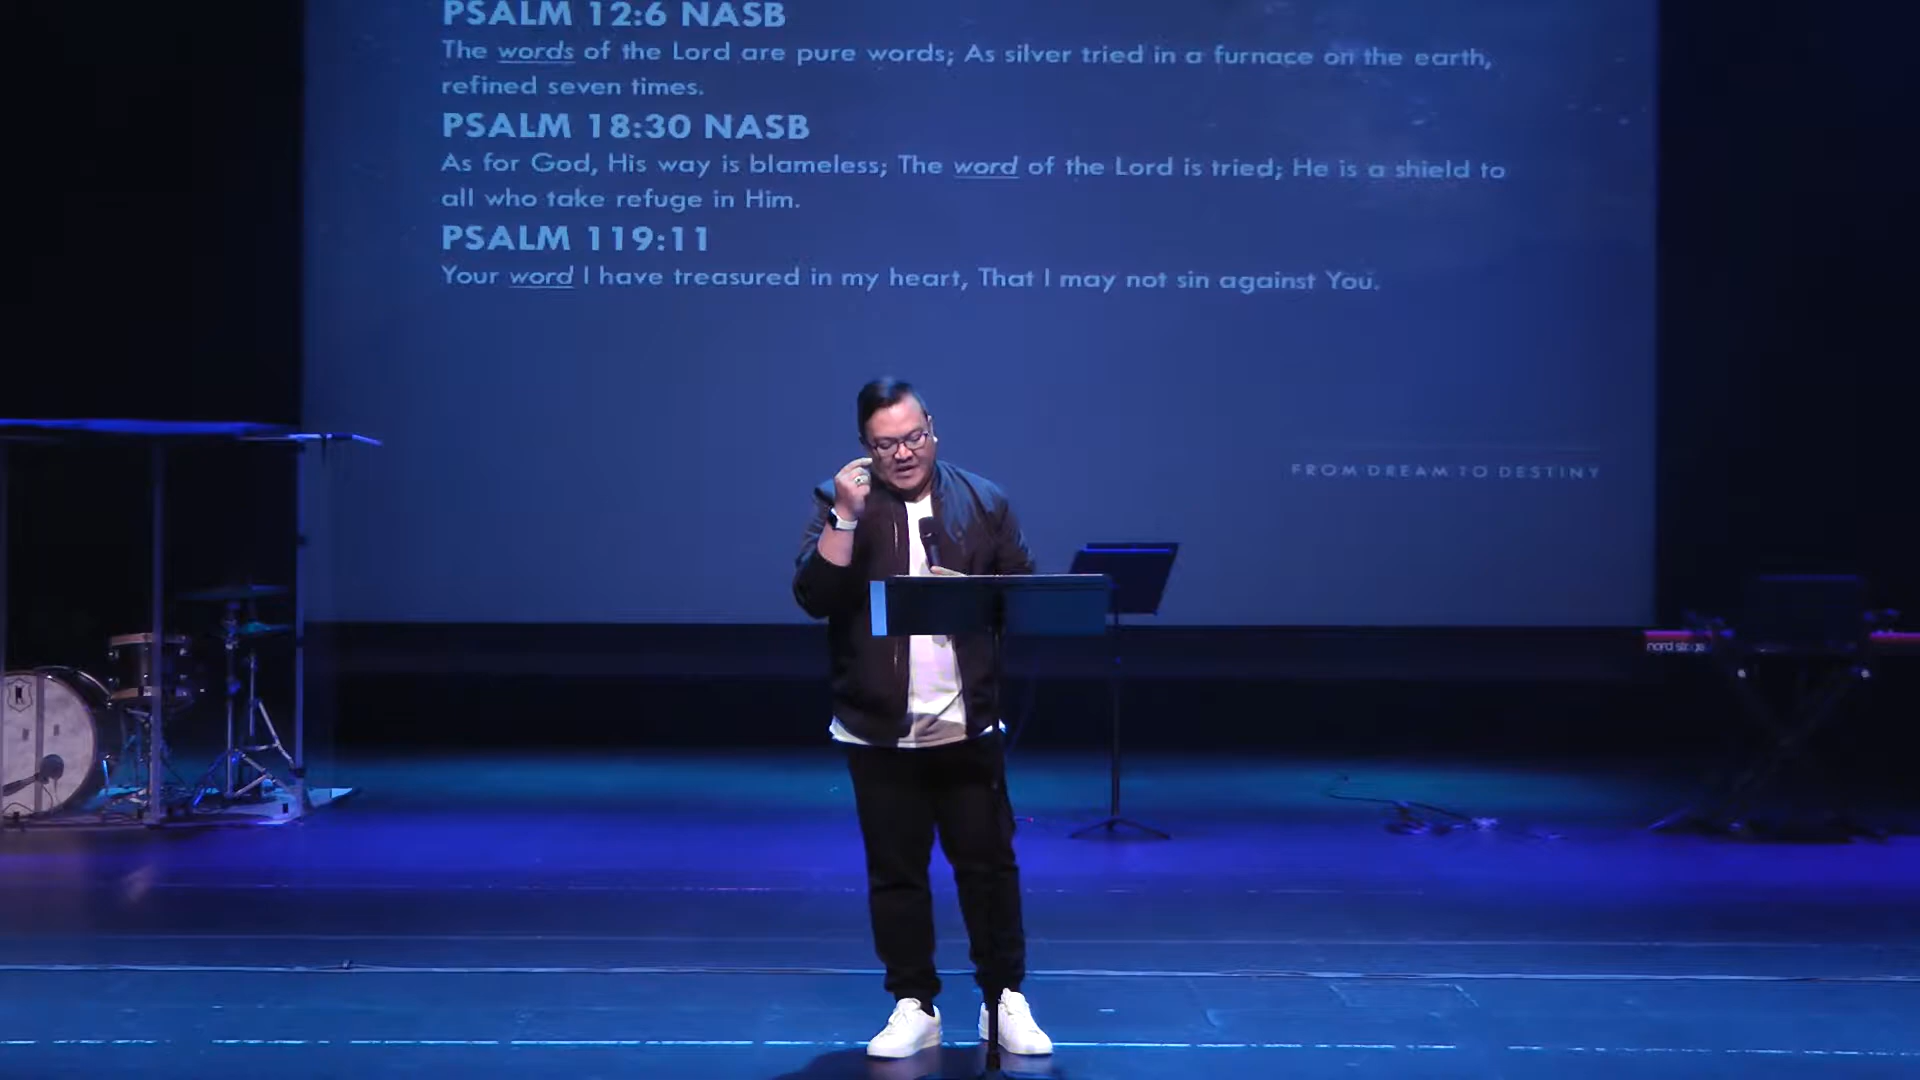 PSALM 12:6 NASB
The words of the Lord are pure words; As silver tried in a furnace on the earth,
refined seven times.
PSALM 18:30 NASB
As for God, His way is blameless; The word of the Lord is tried; He is a shield to
all who take refuge in Him.
PSALM 119:11
Your word I have treasured in my heart, That I may not sin against You.
FROM DREAM TO DESTINY
nord stage